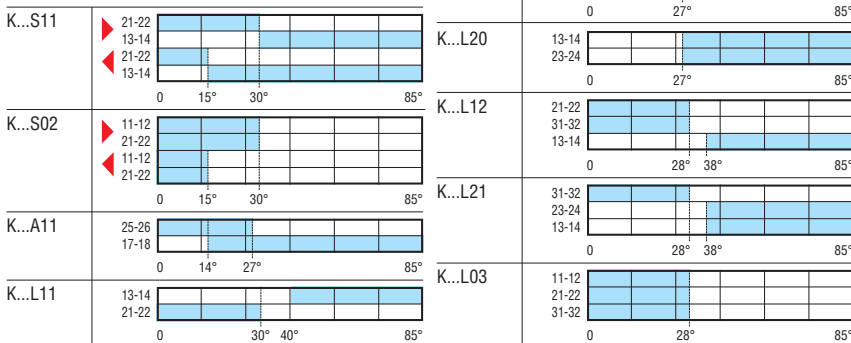 K...S11
21-22
13-14
21-22
13-14
0 15° 30° 85°
K...S02
11-12
21-22
11-12
21-22
0 15° 30° 85°
K...A11
25-26
17-18
0 14° 27° 85°
K...L11
13-14
21-22
0 30° 40° 85°
0 27° 85°
K...L20
13-14
23-24
0 27° 85°
K...L12
21-22
31-32
13-14
0 28° 38° 85°
K...L21
31-32
23-24
13-14
0 28° 38° 85°
K...L03
11-12
21-22
31-32
0 28° 85°